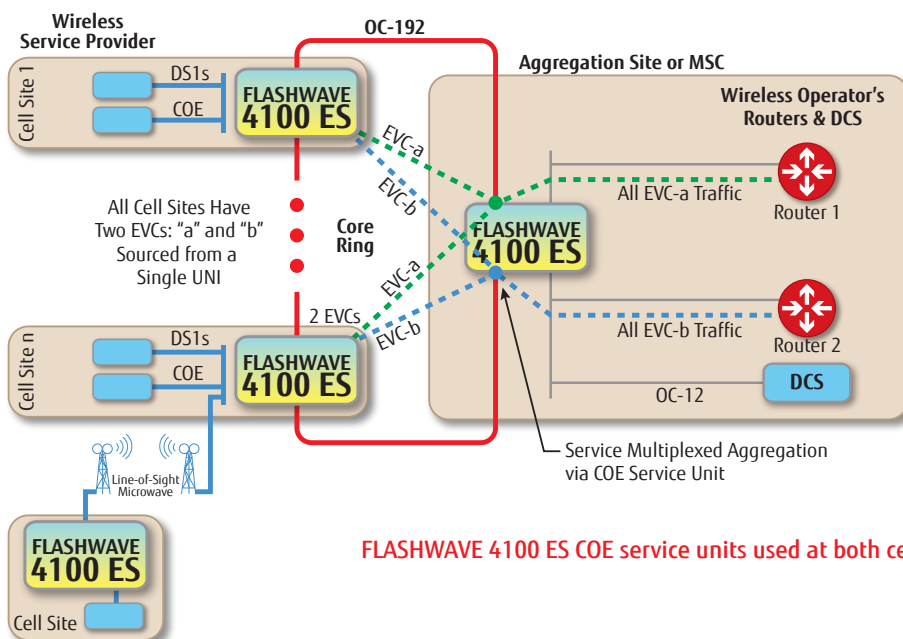 Wireless
Service Provider
OC-192
Aggregation Site or MSC
Cell Site 1
DS1s
COE
FLASHWAVE
4100 ES
EVC-a
EVC-b
Wireless Operator's
Routers & DCS
All EVC-a Traffic
Router 1
All Cell Sites Have
Two EVCs: “a” and “b”
Sourced from a
Single UNI
Core
Ring
FLASHWAVE
4100 ES
EVC-a
2 EVCs
EVC-b
All EVC-b Traffic
Router 2
Cell Site n
DS1s
COE
FLASHWAVE
4100 ES
OC-12
DCS
Service Multiplexed Aggregation
via COE Service Unit
Line-of-Sight
Microwave
FLASHWAVE
4100 ES
Cell Site
FLASHWAVE 4100 ES COE service units used at both ce